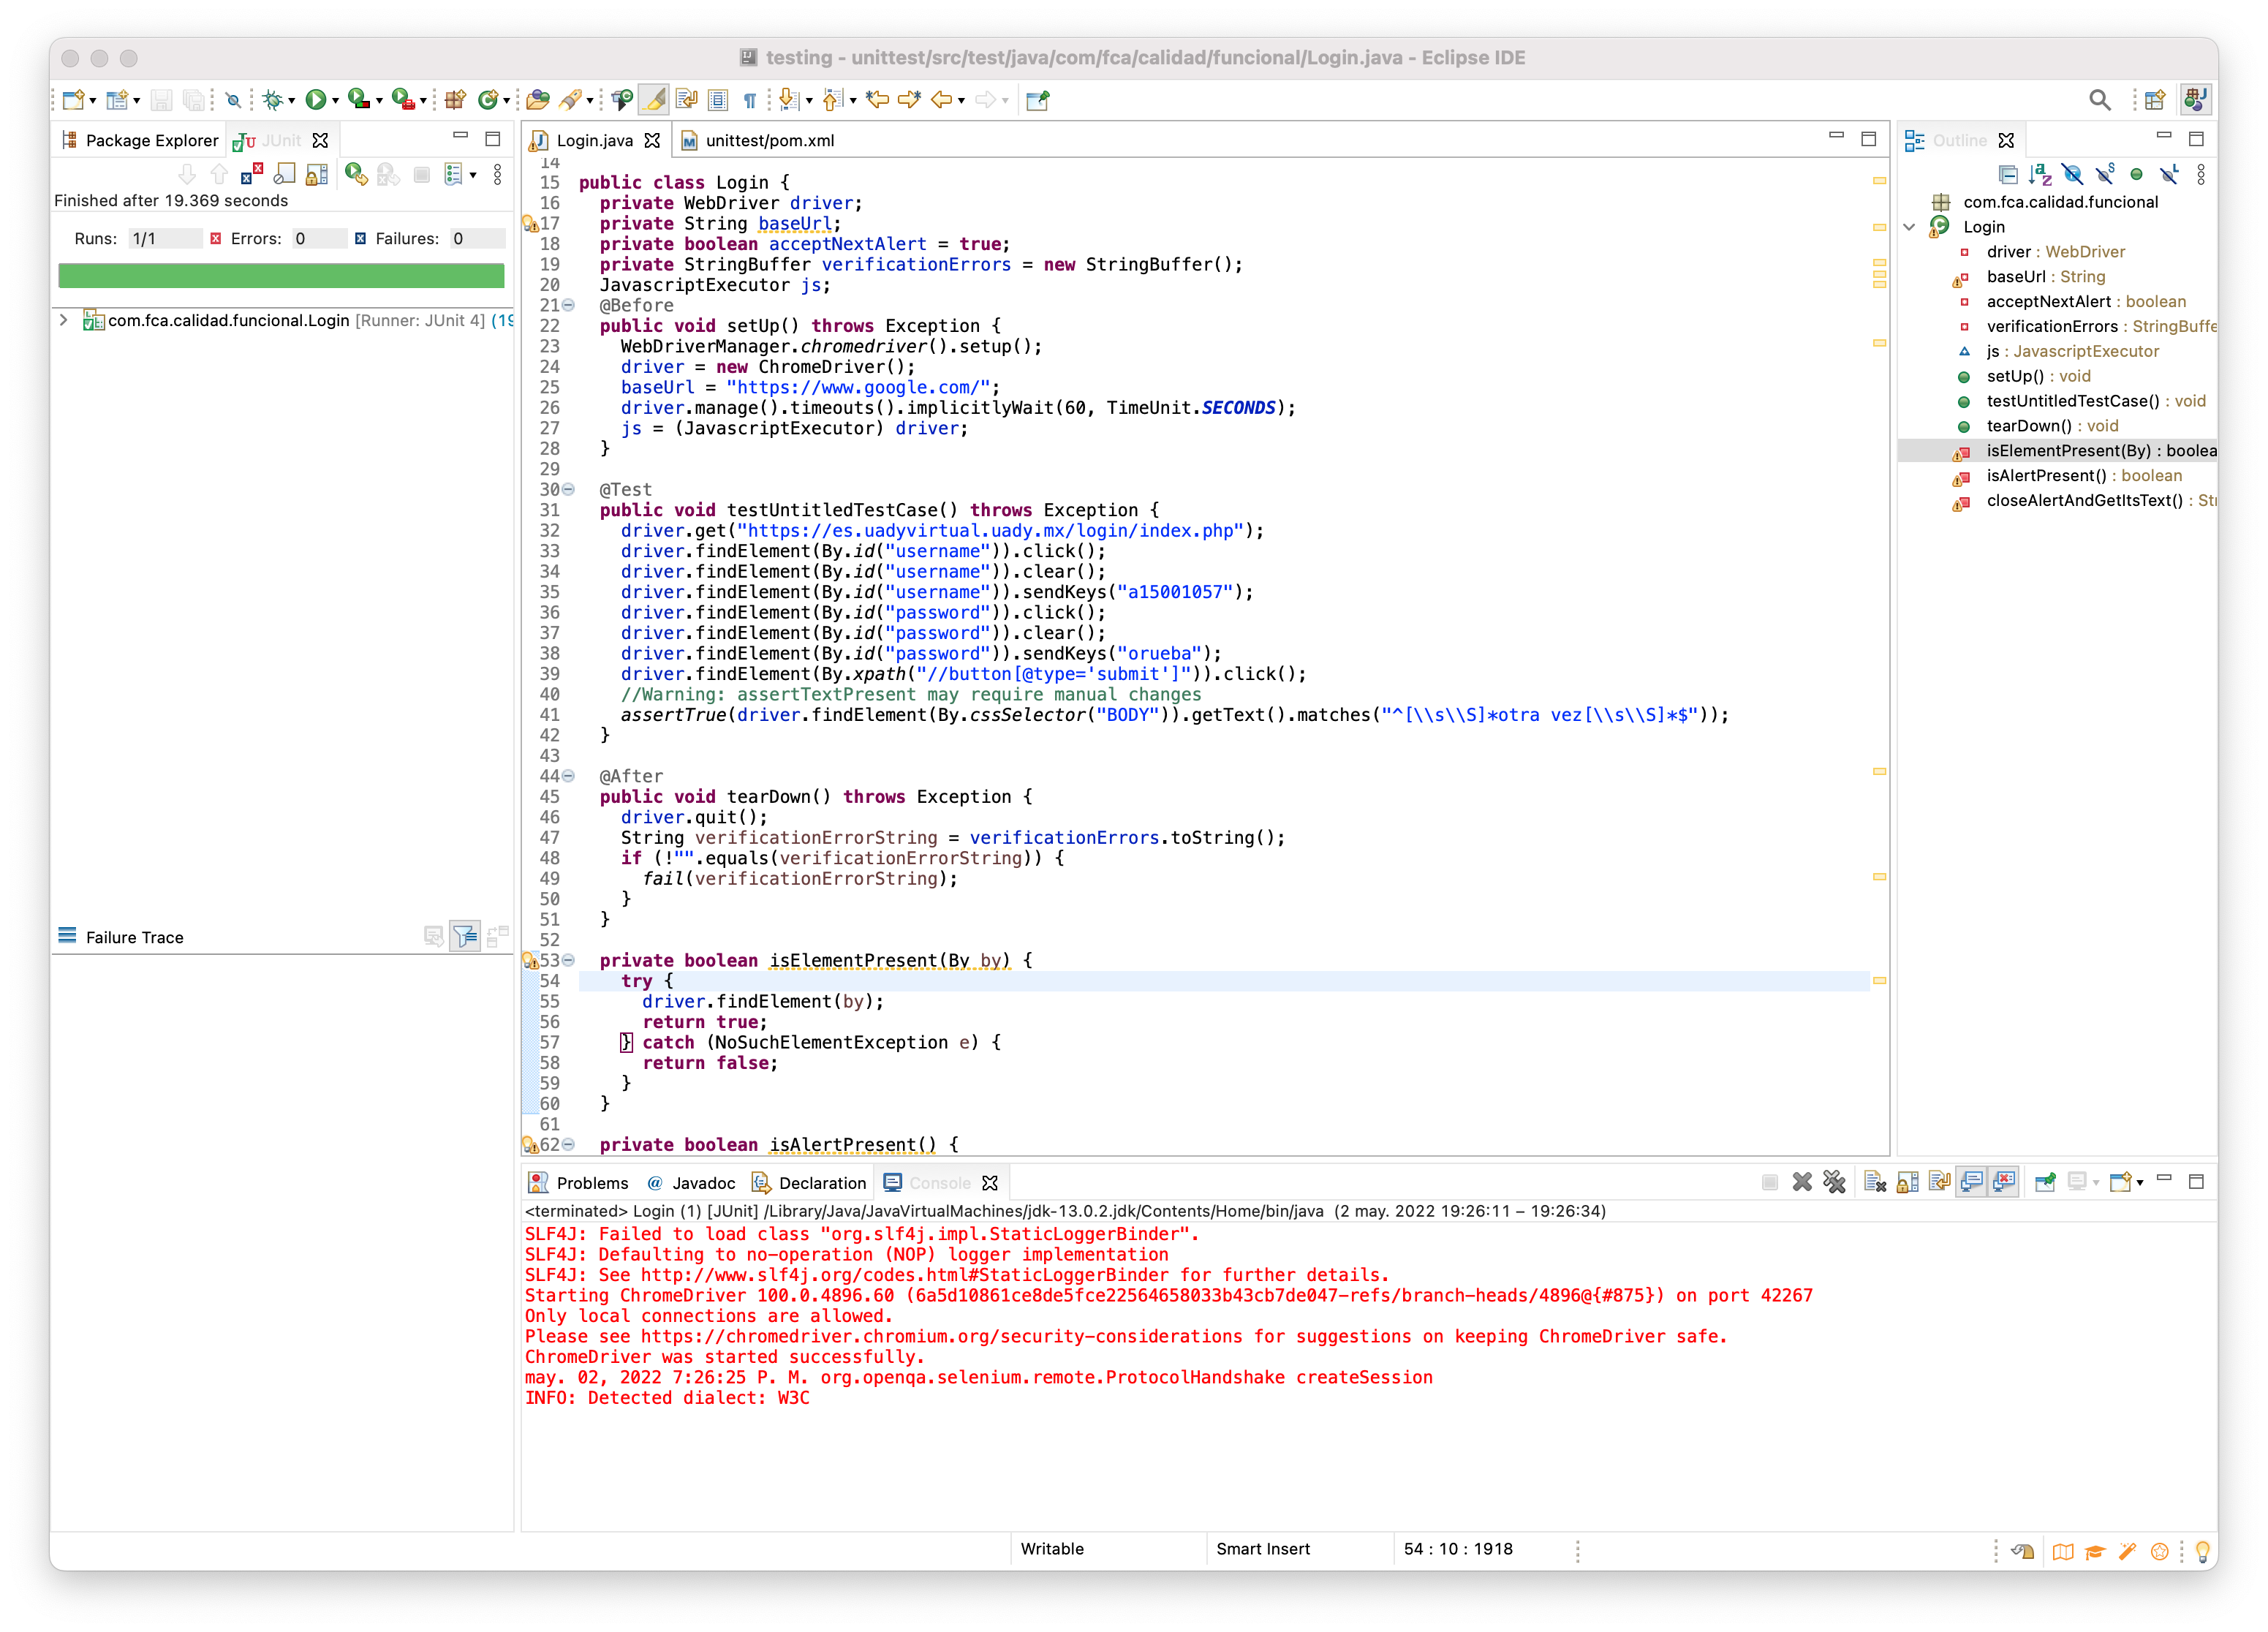 testing - unittest/src/test/java/com/fca/calidad/funcional/Login.java - Eclipse IDE
Package Explorer
JUnit
Finished after 19.369 seconds
Runs: 1/1 Errors: 0 Failures: 0
com.fca.calidad.funcional.Login [Runner: JUnit 4] (19
Failure Trace
Login.java
unittest/pom.xml
14
15 public class Login {
16 private WebDriver driver;
17 private String baseUrl;
18 private boolean acceptNextAlert = true;
19 private StringBuffer verificationErrors = new StringBuffer();
20 JavascriptExecutor js;
21 @Before
22 public void setUp() throws Exception {
23 WebDriverManager.chromedriver().setup();
24 driver = new ChromeDriver();
25 baseUrl = "https://www.google.com/";
26 driver.manage().timeouts().implicitlyWait(60, TimeUnit.SECONDS);
27 js = (JavascriptExecutor) driver;
28 }
29
30 @Test
31 public void testUntitledTestCase() throws Exception {
32 driver.get("https://es.uadyvirtual.uady.mx/login/index.php");
33 driver.findElement(By.id("username")).click();
34 driver.findElement(By.id("username")).clear();
35 driver.findElement(By.id("username")).sendKeys("a15001057");
36 driver.findElement(By.id("password")).click();
37 driver.findElement(By.id("password")).clear();
38 driver.findElement(By.id("password")).sendKeys("orueba");
39 driver.findElement(By.xpath("//button[@type='submit']")).click();
40 //Warning: assertTextPresent may require manual changes
41 assertTrue(driver.findElement(By.cssSelector("BODY")).getText().matches("^[\\s\\S]*otra vez[\\s\\S]*$"));
42 }
43
44 @After
45 public void tearDown() throws Exception {
46 driver.quit();
47 String verificationErrorString = verificationErrors.toString();
48 if (!"".equals(verificationErrorString)) {
49 fail(verificationErrorString);
50 }
51 }
52
53 private boolean isElementPresent(By by) {
54 try {
55 driver.findElement(by);
56 return true;
57 } catch (NoSuchElementException e) {
58 return false;
59 }
60 }
61
62 private boolean isAlertPresent() {
Outline
com.fca.calidad.funcional
Login
driver : WebDriver
baseUrl : String
acceptNextAlert : boolean
verificationErrors : StringBuffe
js : JavascriptExecutor
setUp() : void
testUntitledTestCase() : void
tearDown() : void
isElementPresent(By) : boolea
isAlertPresent() : boolean
closeAlertAndGetItsText() : Str
Problems
Javadoc
Declaration
Console
<terminated> Login (1) [JUnit] /Library/Java/JavaVirtualMachines/jdk-13.0.2.jdk/Contents/Home/bin/java (2 may. 2022 19:26:11 – 19:26:34)
SLF4J: Failed to load class "org.slf4j.impl.StaticLoggerBinder".
SLF4J: Defaulting to no-operation (NOP) logger implementation
SLF4J: See http://www.slf4j.org/codes.html#StaticLoggerBinder for further details.
Starting ChromeDriver 100.0.4896.60 (6a5d10861ce8de5fce22564658033b43cb7de047-refs/branch-heads/4896@{#875}) on port 42267
Only local connections are allowed.
Please see https://chromedriver.chromium.org/security-considerations for suggestions on keeping ChromeDriver safe.
ChromeDriver was started successfully.
may. 02, 2022 7:26:25 P. M. org.openqa.selenium.remote.ProtocolHandshake createSession
INFO: Detected dialect: W3C
Writable
Smart Insert
54 : 10 : 1918